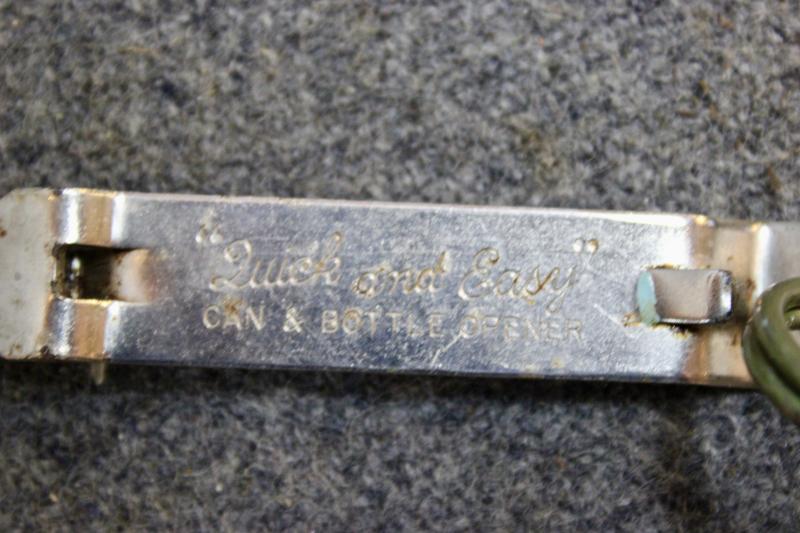 "Quick and Easy"
CAN & BOTTLE OPENER